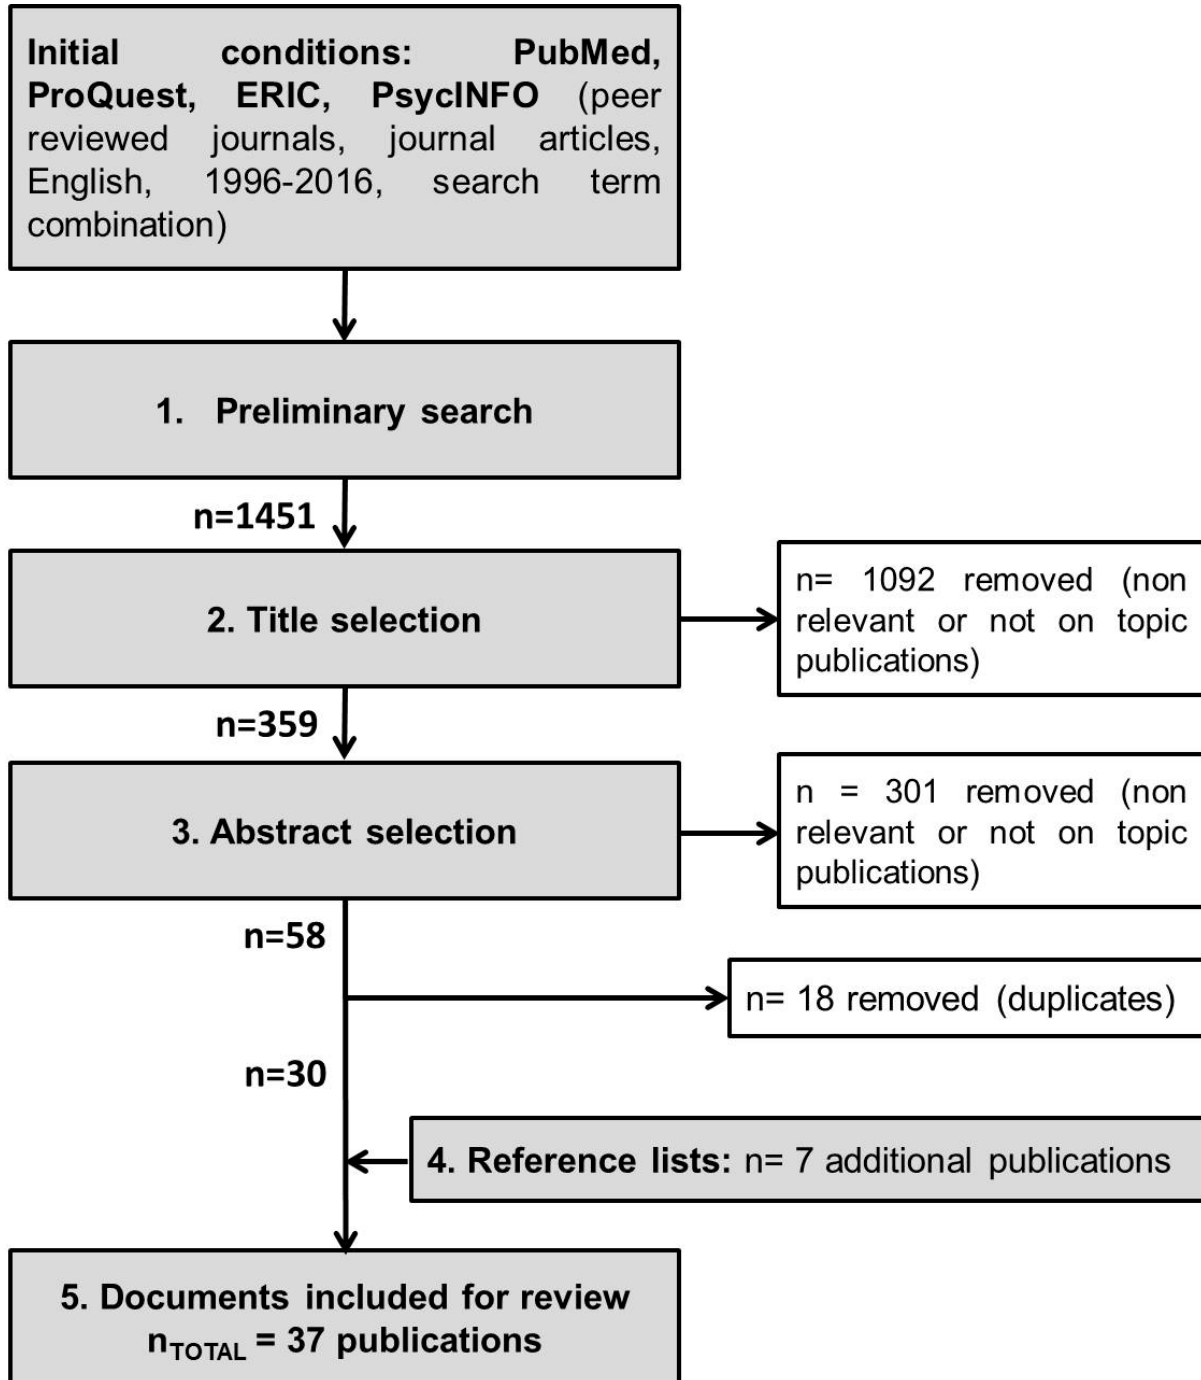 Initial conditions: PubMed,
ProQuest, ERIC, PsycINFO (peer
reviewed journals, journal articles,
English, 1996-2016, search term
combination)
1. Preliminary search
n=1451
2. Title selection
n= 1092 removed (non
relevant or not on topic
publications)
n=359
3. Abstract selection
n = 301 removed (non
relevant or not on topic
publications)
n=58
n= 18 removed (duplicates)
n=30
4. Reference lists: n= 7 additional publications
5. Documents included for review
nTOTAL = 37 publications